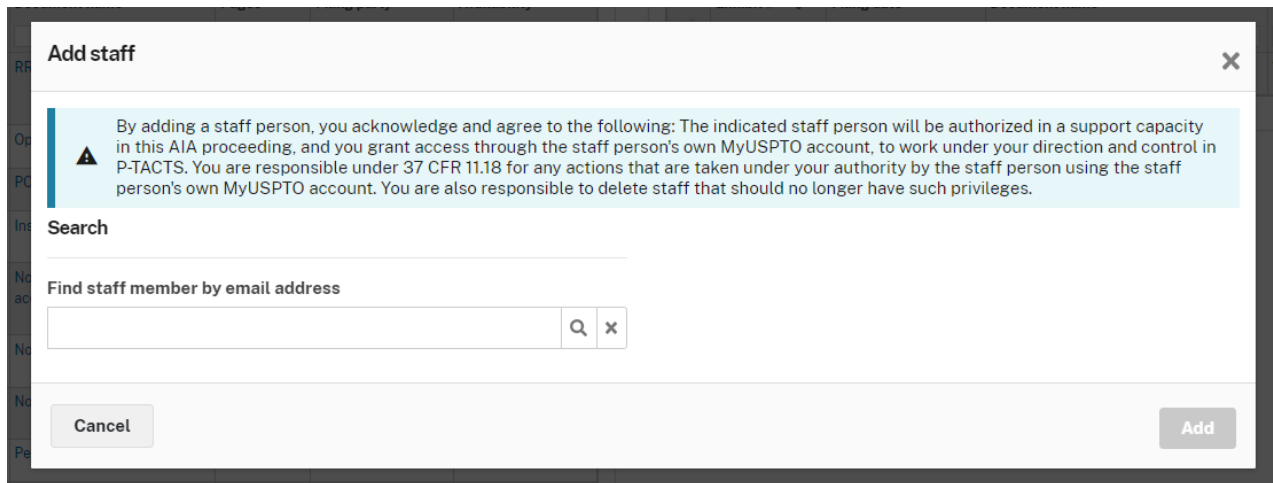 Add staff
By adding a staff person, you acknowledge and agree to the following: The indicated staff person will be authorized in a support capacity
in this AIA proceeding, and you grant access through the staff person's own MyUSPTO account, to work under your direction and control in
P-TACTS. You are responsible under 37 CFR 11.18 for any actions that are taken under your authority by the staff person using the staff
person's own MyUSPTO account. You are also responsible to delete staff that should no longer have such privileges.
Search
Find staff member by email address
Cancel
Add